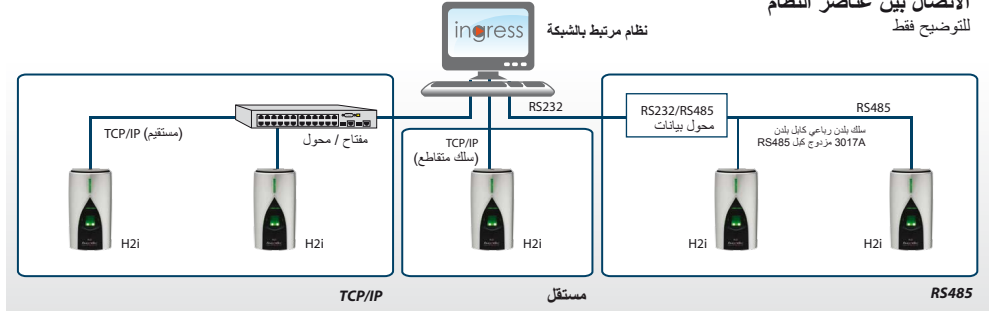 الاتصال بين عناصر النظام
للتوضيح فقط
ingress
نظام مرتبط بالشبكة
RS232
RS232/RS485
محول بيانات
RS485
سلك بلدن رباعي كابل بلدن
3017A مزدوج كبل RS485
TCP/IP (مستقيم)
مفتاح / محول
TCP/IP
(سلك متقاطع)
H2i
H2i
H2i
H2i
H2i
TCP/IP
مستقل
RS485